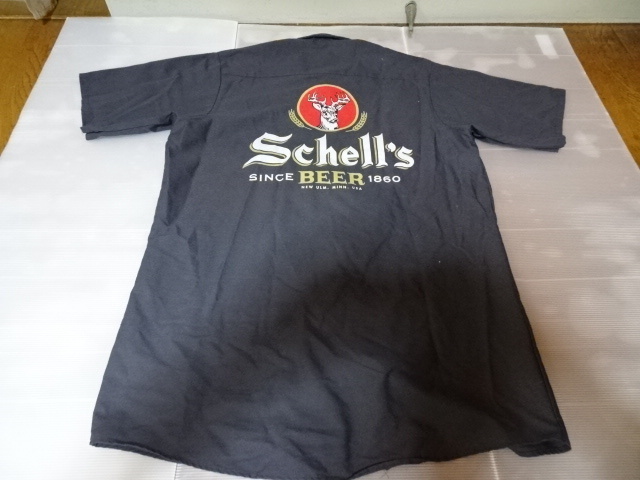 Schell's
SINCE BEER 1860
NEW ULM, MINN. USA